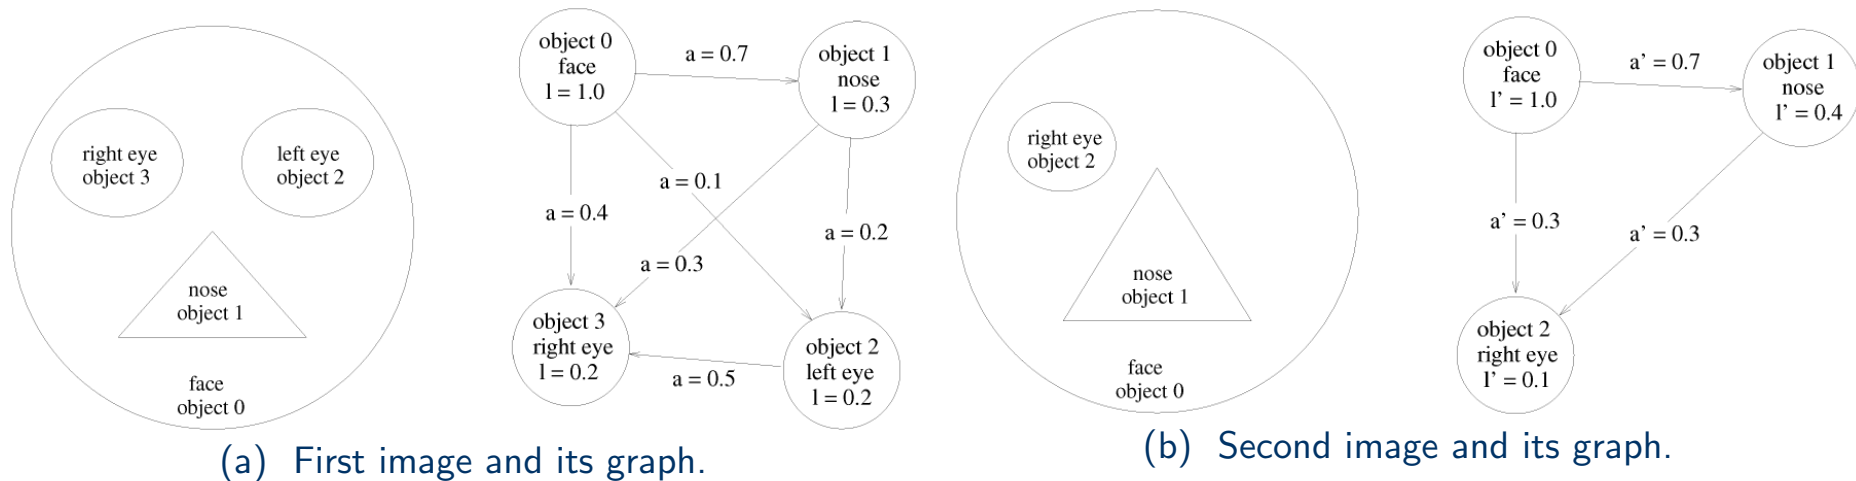 right eye
object 3
left eye
object 2
nose
object 1
face
object 0
object 0
face
l = 1.0
a = 0.7
object 1
nose
l = 0.3
a = 0.1
a = 0.4
a = 0.2
a = 0.3
object 3
right eye
l = 0.2
a = 0.5
object 2
left eye
l = 0.2
(a) First image and its graph.
right eye
object 2
nose
object 1
face
object 0
object 0
face
l' = 1.0
a' = 0.7
object 1
nose
l' = 0.4
a' = 0.3
a' = 0.3
object 2
right eye
l' = 0.1
(b) Second image and its graph.